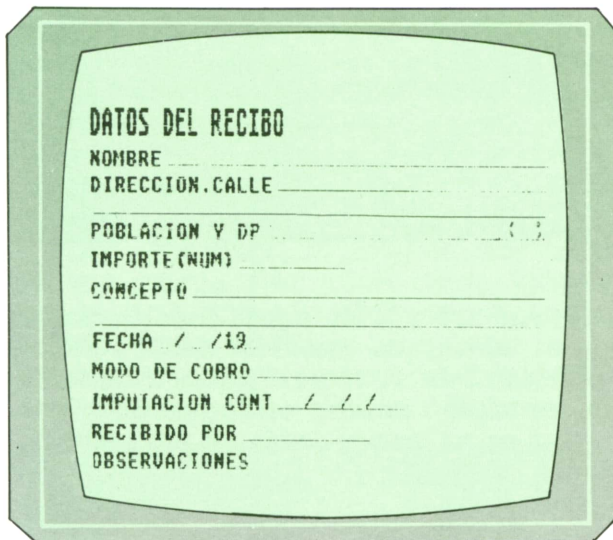 DATOS DEL RECIBO
NOMBRE
DIRECCION.CALLE
POBLACION Y DP ( )
IMPORTE(NUM)
CONCEPTO
FECHA / /19
MODO DE COBRO
IMPUTACION CONT / / /
RECIBIDO POR
OBSERVACIONES